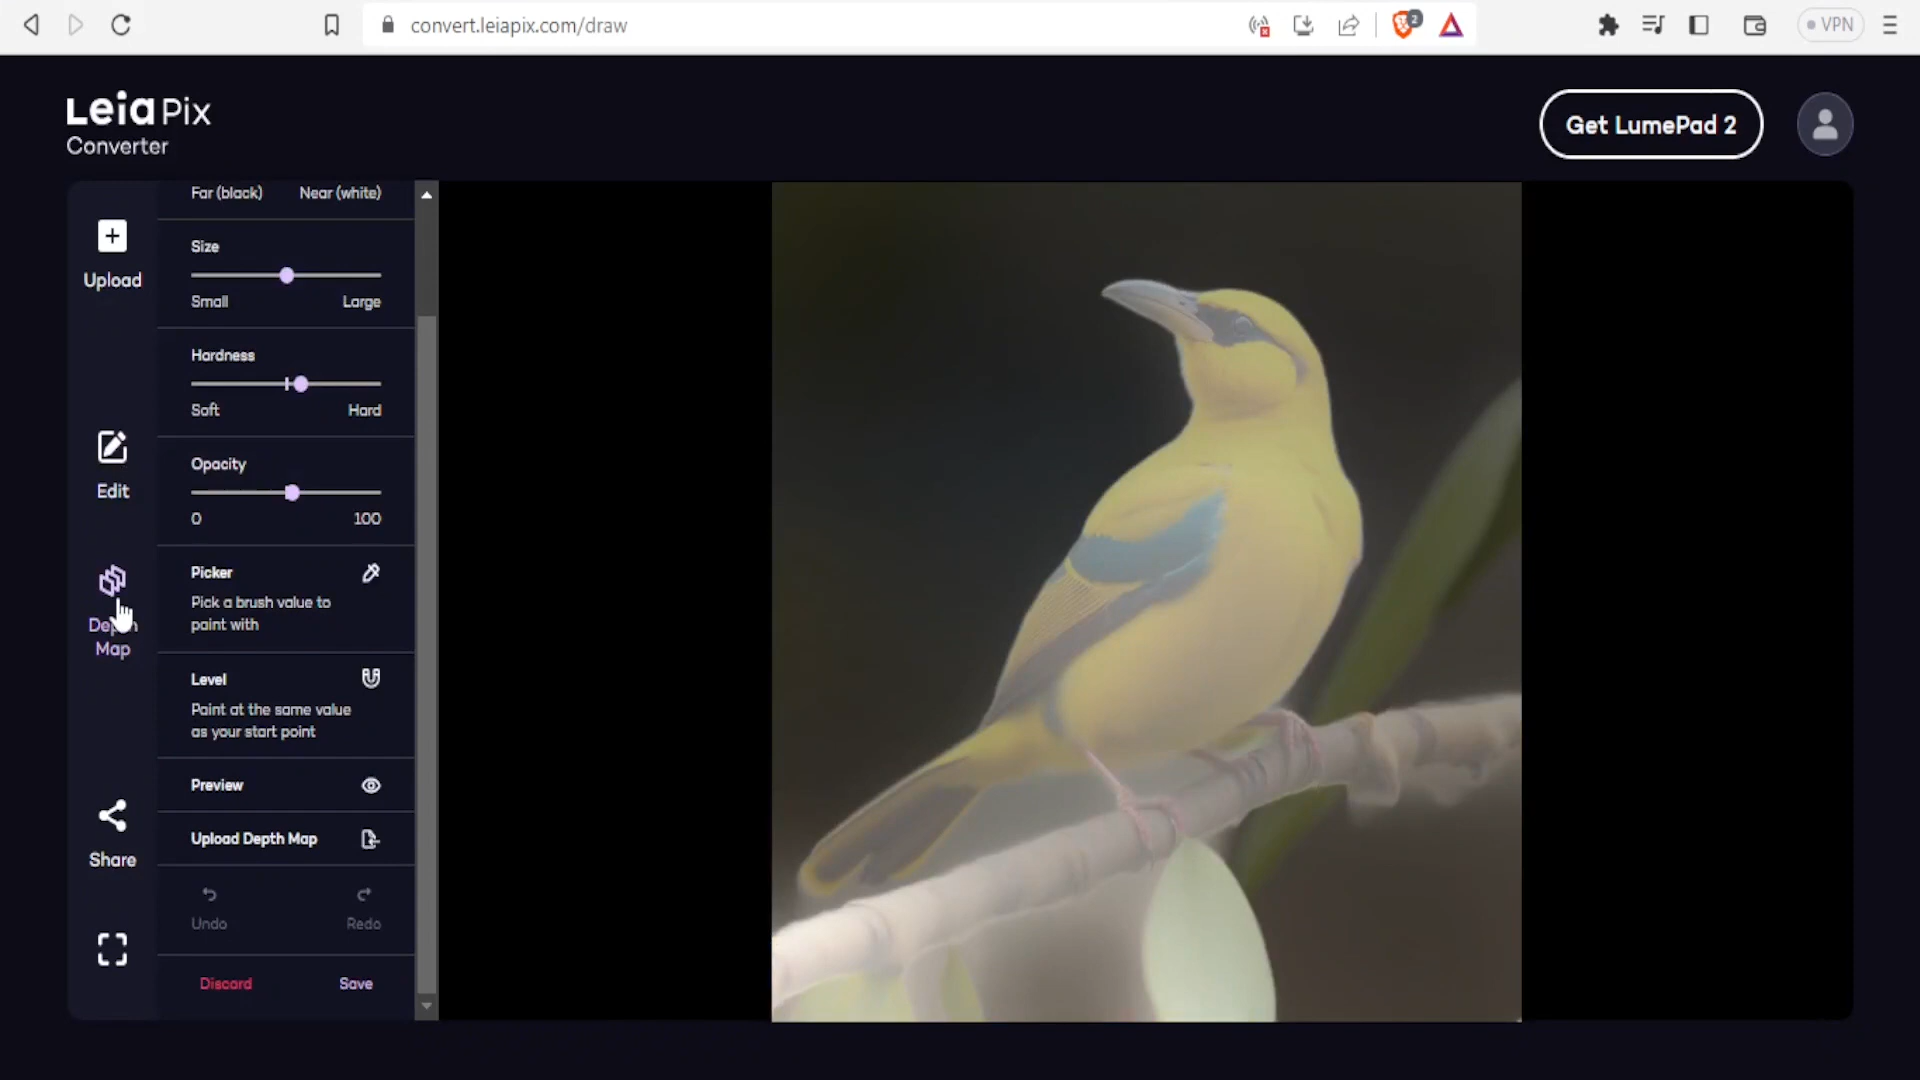 convert.leiapix.com/draw
2
VPN
Leia Pix
Converter
Get LumePad 2
Upload
Edit
Depth
Map
Share
Far (black) Near (white)
Size
Small Large
Hardness
Soft Hard
Opacity
0 100
Picker
Pick a brush value to
paint with
Level
Paint at the same value
as your start point
Preview
Upload Depth Map
Undo Redo
Discard Save